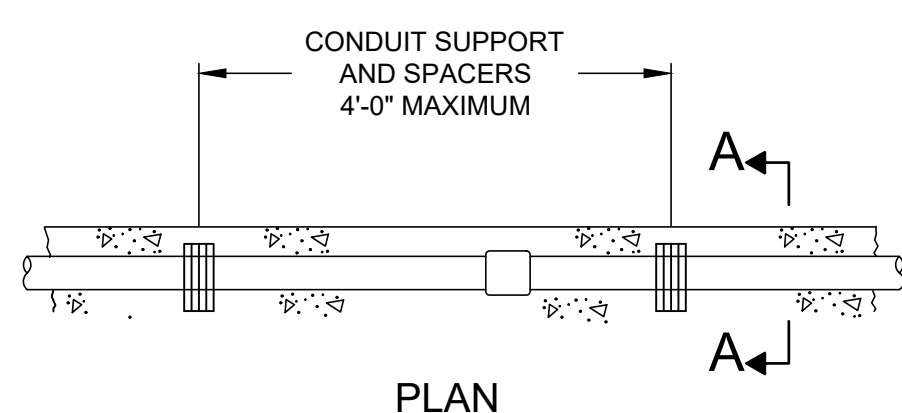 CONDUIT SUPPORT
AND SPACERS
4'-0" MAXIMUM
A
A
PLAN